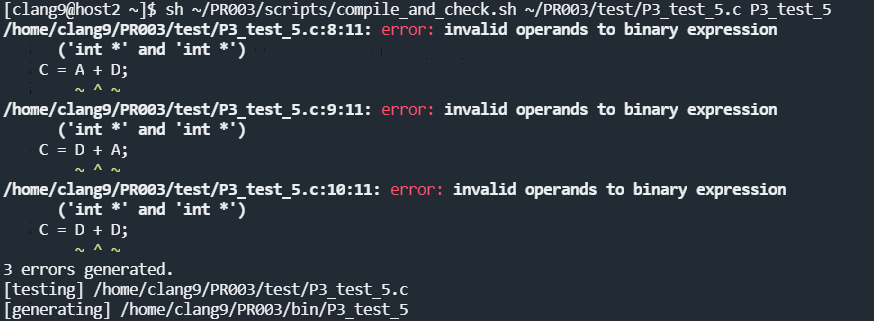 [clang9@host2 ~]$ sh ~/PR003/scripts/compile_and_check.sh ~/PR003/test/P3_test_5.c P3_test_5
/home/clang9/PR003/test/P3_test_5.c:8:11: error: invalid operands to binary expression
      ('int *' and 'int *')
    C = A + D;
        ~ ^ ~
/home/clang9/PR003/test/P3_test_5.c:9:11: error: invalid operands to binary expression
      ('int *' and 'int *')
    C = D + A;
        ~ ^ ~
/home/clang9/PR003/test/P3_test_5.c:10:11: error: invalid operands to binary expression
      ('int *' and 'int *')
    C = D + D;
        ~ ^ ~
3 errors generated.
[testing] /home/clang9/PR003/test/P3_test_5.c
[generating] /home/clang9/PR003/bin/P3_test_5